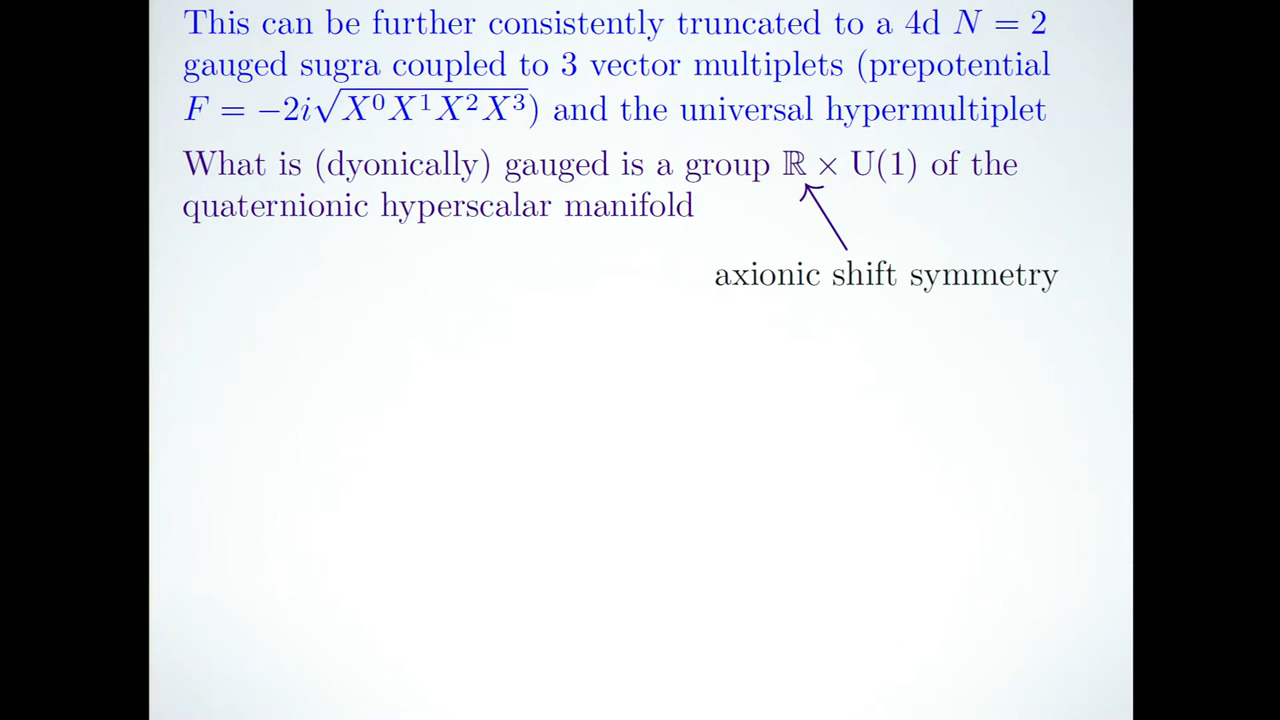 This can be further consistently truncated to a 4d N = 2
gauged sugra coupled to 3 vector multiplets (prepotential
F = −2i√(X⁰X¹X²X³)) and the universal hypermultiplet
What is (dyonically) gauged is a group ℝ × U(1) of the
quaternionic hyperscalar manifold
axionic shift symmetry